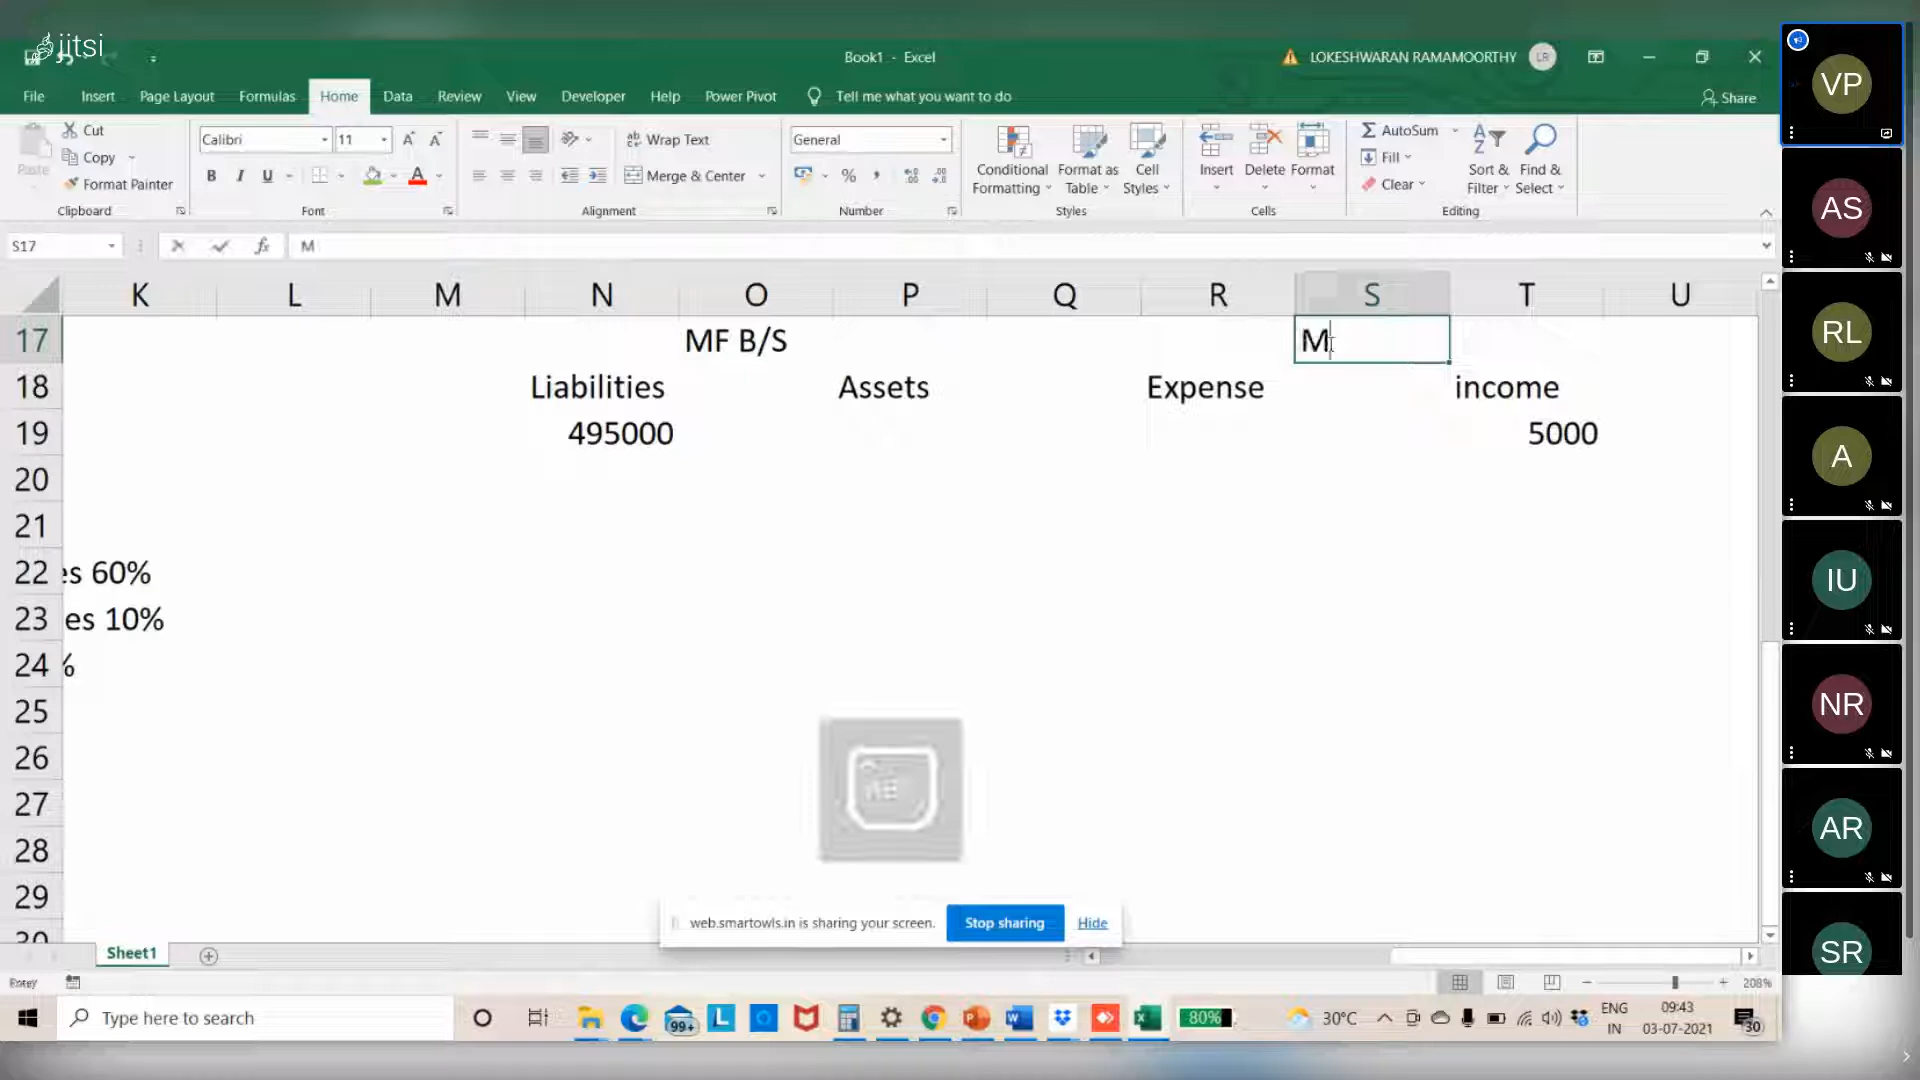 jitsi
Book1 - Excel
LOKESHWARAN RAMAMOORTHY LR
File Insert Page Layout Formulas Home Data Review View Developer Help Power Pivot Tell me what you want to do Share
Paste
Cut
Copy
Format Painter
Clipboard
Calibri 11
B I U
Font
Wrap Text
Merge & Center
Alignment
General
Number
Conditional Formatting
Format as Table
Cell Styles
Styles
Insert Delete Format
Cells
AutoSum
Fill
Clear
Sort & Filter
Find & Select
Editing
S17 fx M
K L M N O P Q R S T U
17 MF B/S M
18 Liabilities Assets Expense income
19 495000 5000
20
21
22 es 60%
23 es 10%
24 %
25
26
27
28
29
30
web.smartowls.in is sharing your screen. Stop sharing Hide
Sheet1
208%
Type here to search
99+
80%
30°C
ENG
IN
09:43
03-07-2021
30
VP
AS
RL
A
IU
NR
AR
SR